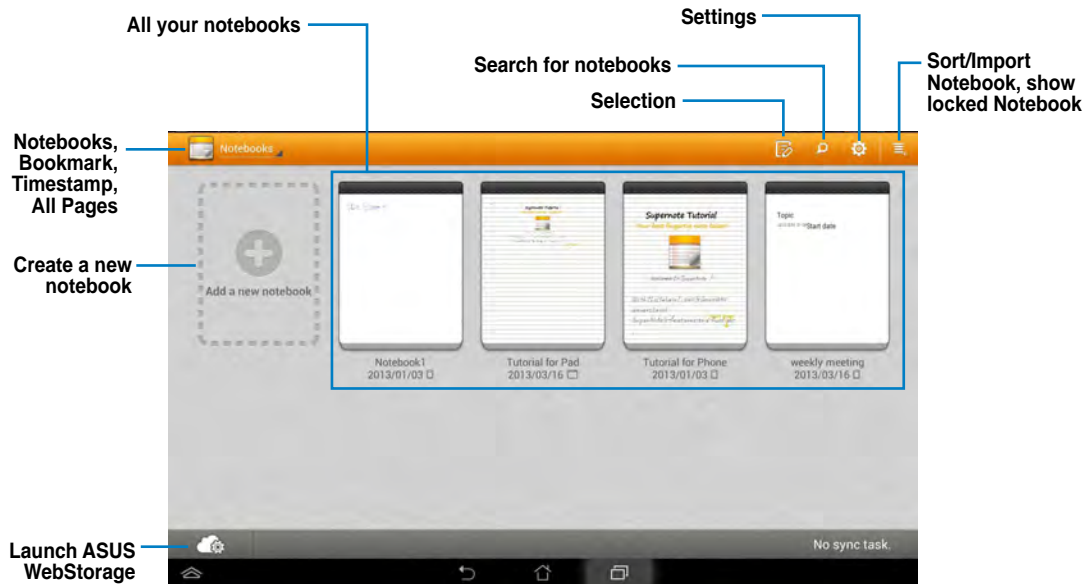 All your notebooks
Settings
Search for notebooks
Selection
Sort/Import
Notebook, show
locked Notebook
Notebooks,
Bookmark,
Timestamp,
All Pages
Notebooks
Create a new
notebook
Add a new notebook
Supernote Tutorial
Supernote Tutorial
Topic
Start date
Notebook1
2013/01/03
Tutorial for Pad
2013/03/16
Tutorial for Phone
2013/01/03
weekly meeting
2013/03/16
Launch ASUS
WebStorage
No sync task.